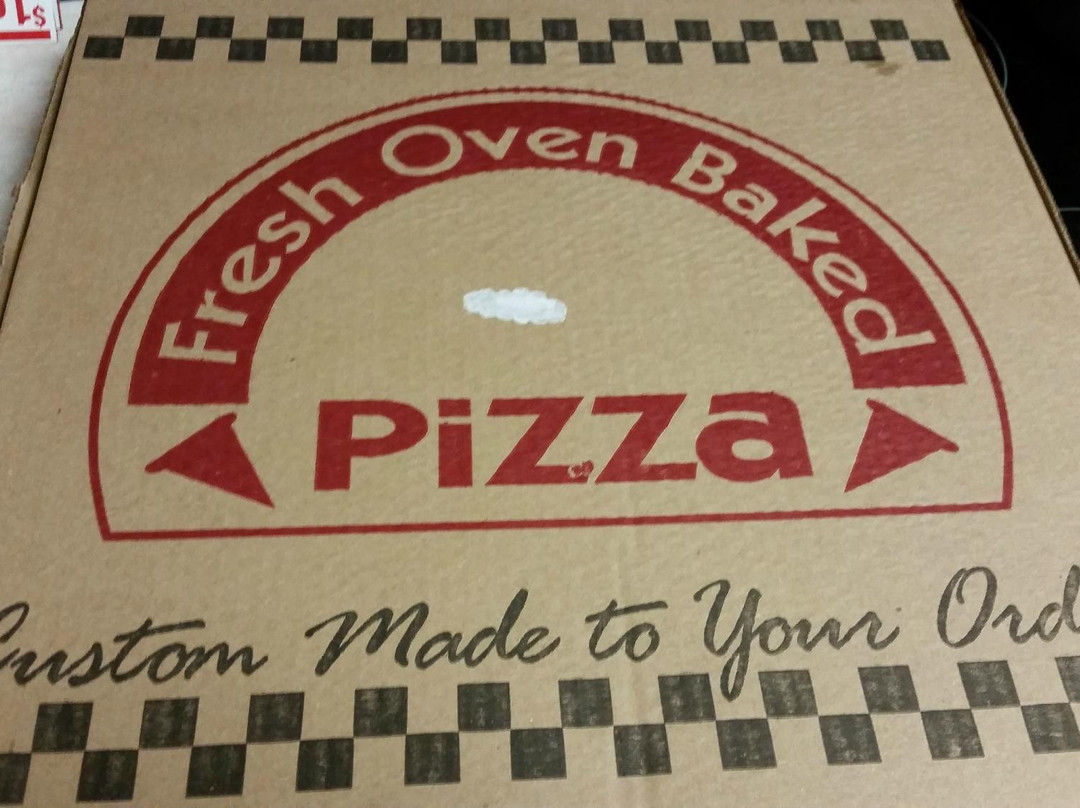 Fresh Oven Baked
Pizza
Custom Made to Your Ord